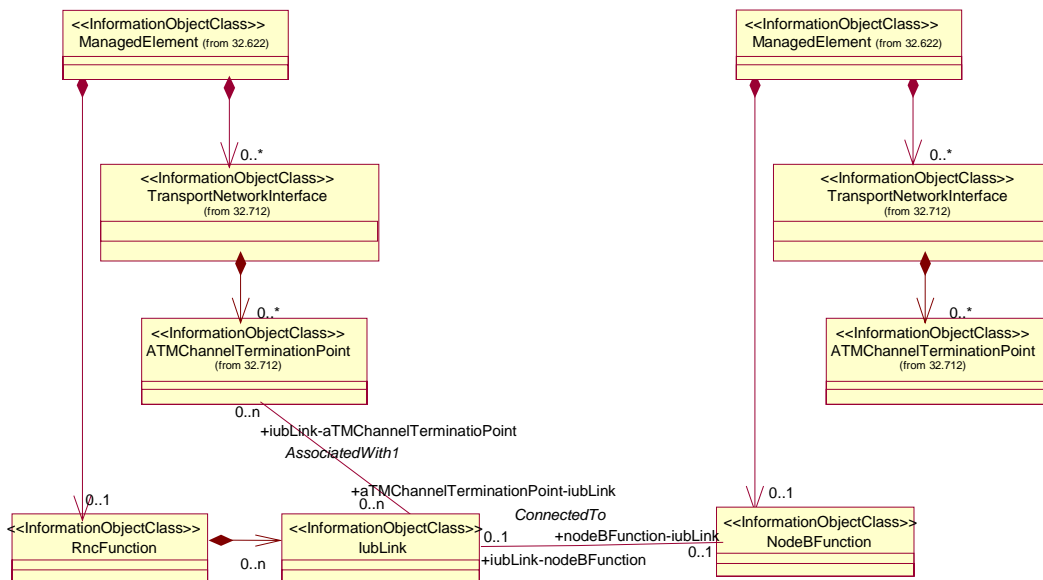 <<InformationObjectClass>>
ManagedElement (from 32.622)
<<InformationObjectClass>>
ManagedElement (from 32.622)
0..*
0..*
<<InformationObjectClass>>
TransportNetworkInterface
(from 32.712)
<<InformationObjectClass>>
TransportNetworkInterface
(from 32.712)
0..*
0..*
<<InformationObjectClass>>
ATMChannelTerminationPoint
(from 32.712)
<<InformationObjectClass>>
ATMChannelTerminationPoint
(from 32.712)
0..n
+iubLink-aTMChannelTerminatioPoint
AssociatedWith1
+aTMChannelTerminationPoint-iubLink
0..n
0..1
0..1
ConnectedTo
<<InformationObjectClass>>
RncFunction
0..n
<<InformationObjectClass>>
IubLink
0..1
+nodeBFunction-iubLink
0..1
+iubLink-nodeBFunction
<<InformationObjectClass>>
NodeBFunction